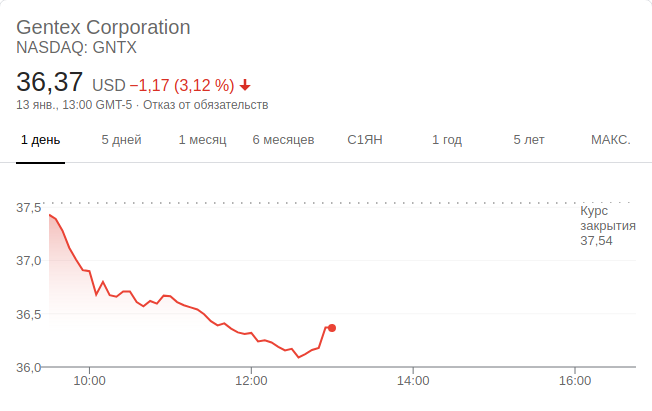 Gentex Corporation
NASDAQ: GNTX
36,37 USD −1,17 (3,12 %)
13 янв., 13:00 GMT-5 · Отказ от обязательств
1 день 5 дней 1 месяц 6 месяцев С1ЯН 1 год 5 лет МАКС.
37,5
Курс
закрытия
37,54
37,0
36,5
36,0
10:00 12:00 14:00 16:00